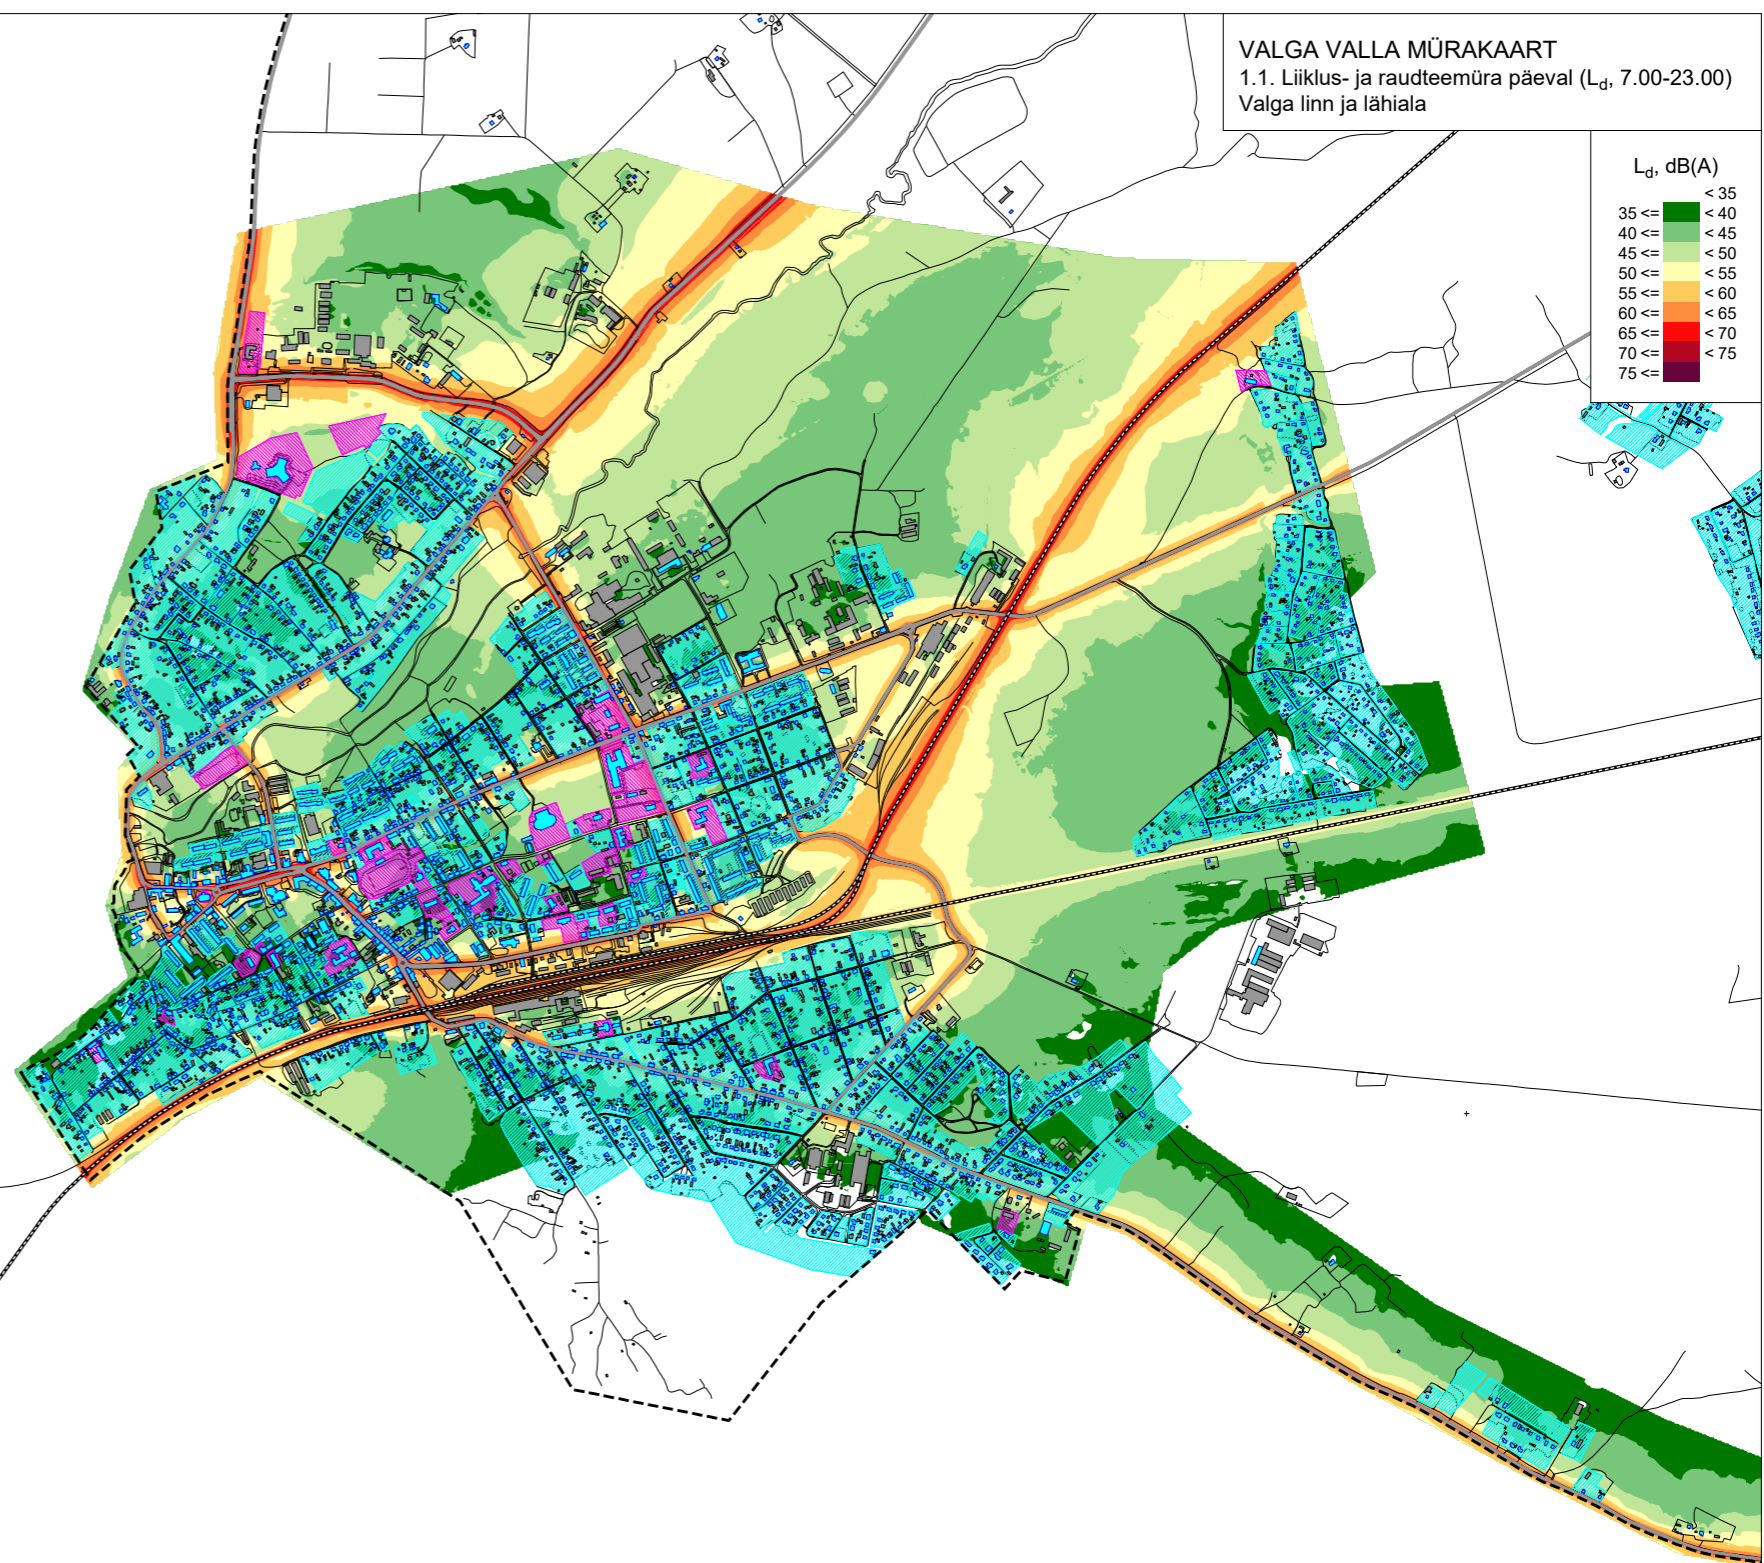 VALGA VALLA MÜRAKAART
1.1. Liiklus- ja raudteemüra päeval (Ld, 7.00-23.00)
Valga linn ja lähiala
Ld, dB(A)
< 35
35 <= < 40
40 <= < 45
45 <= < 50
50 <= < 55
55 <= < 60
60 <= < 65
65 <= < 70
70 <= < 75
75 <=